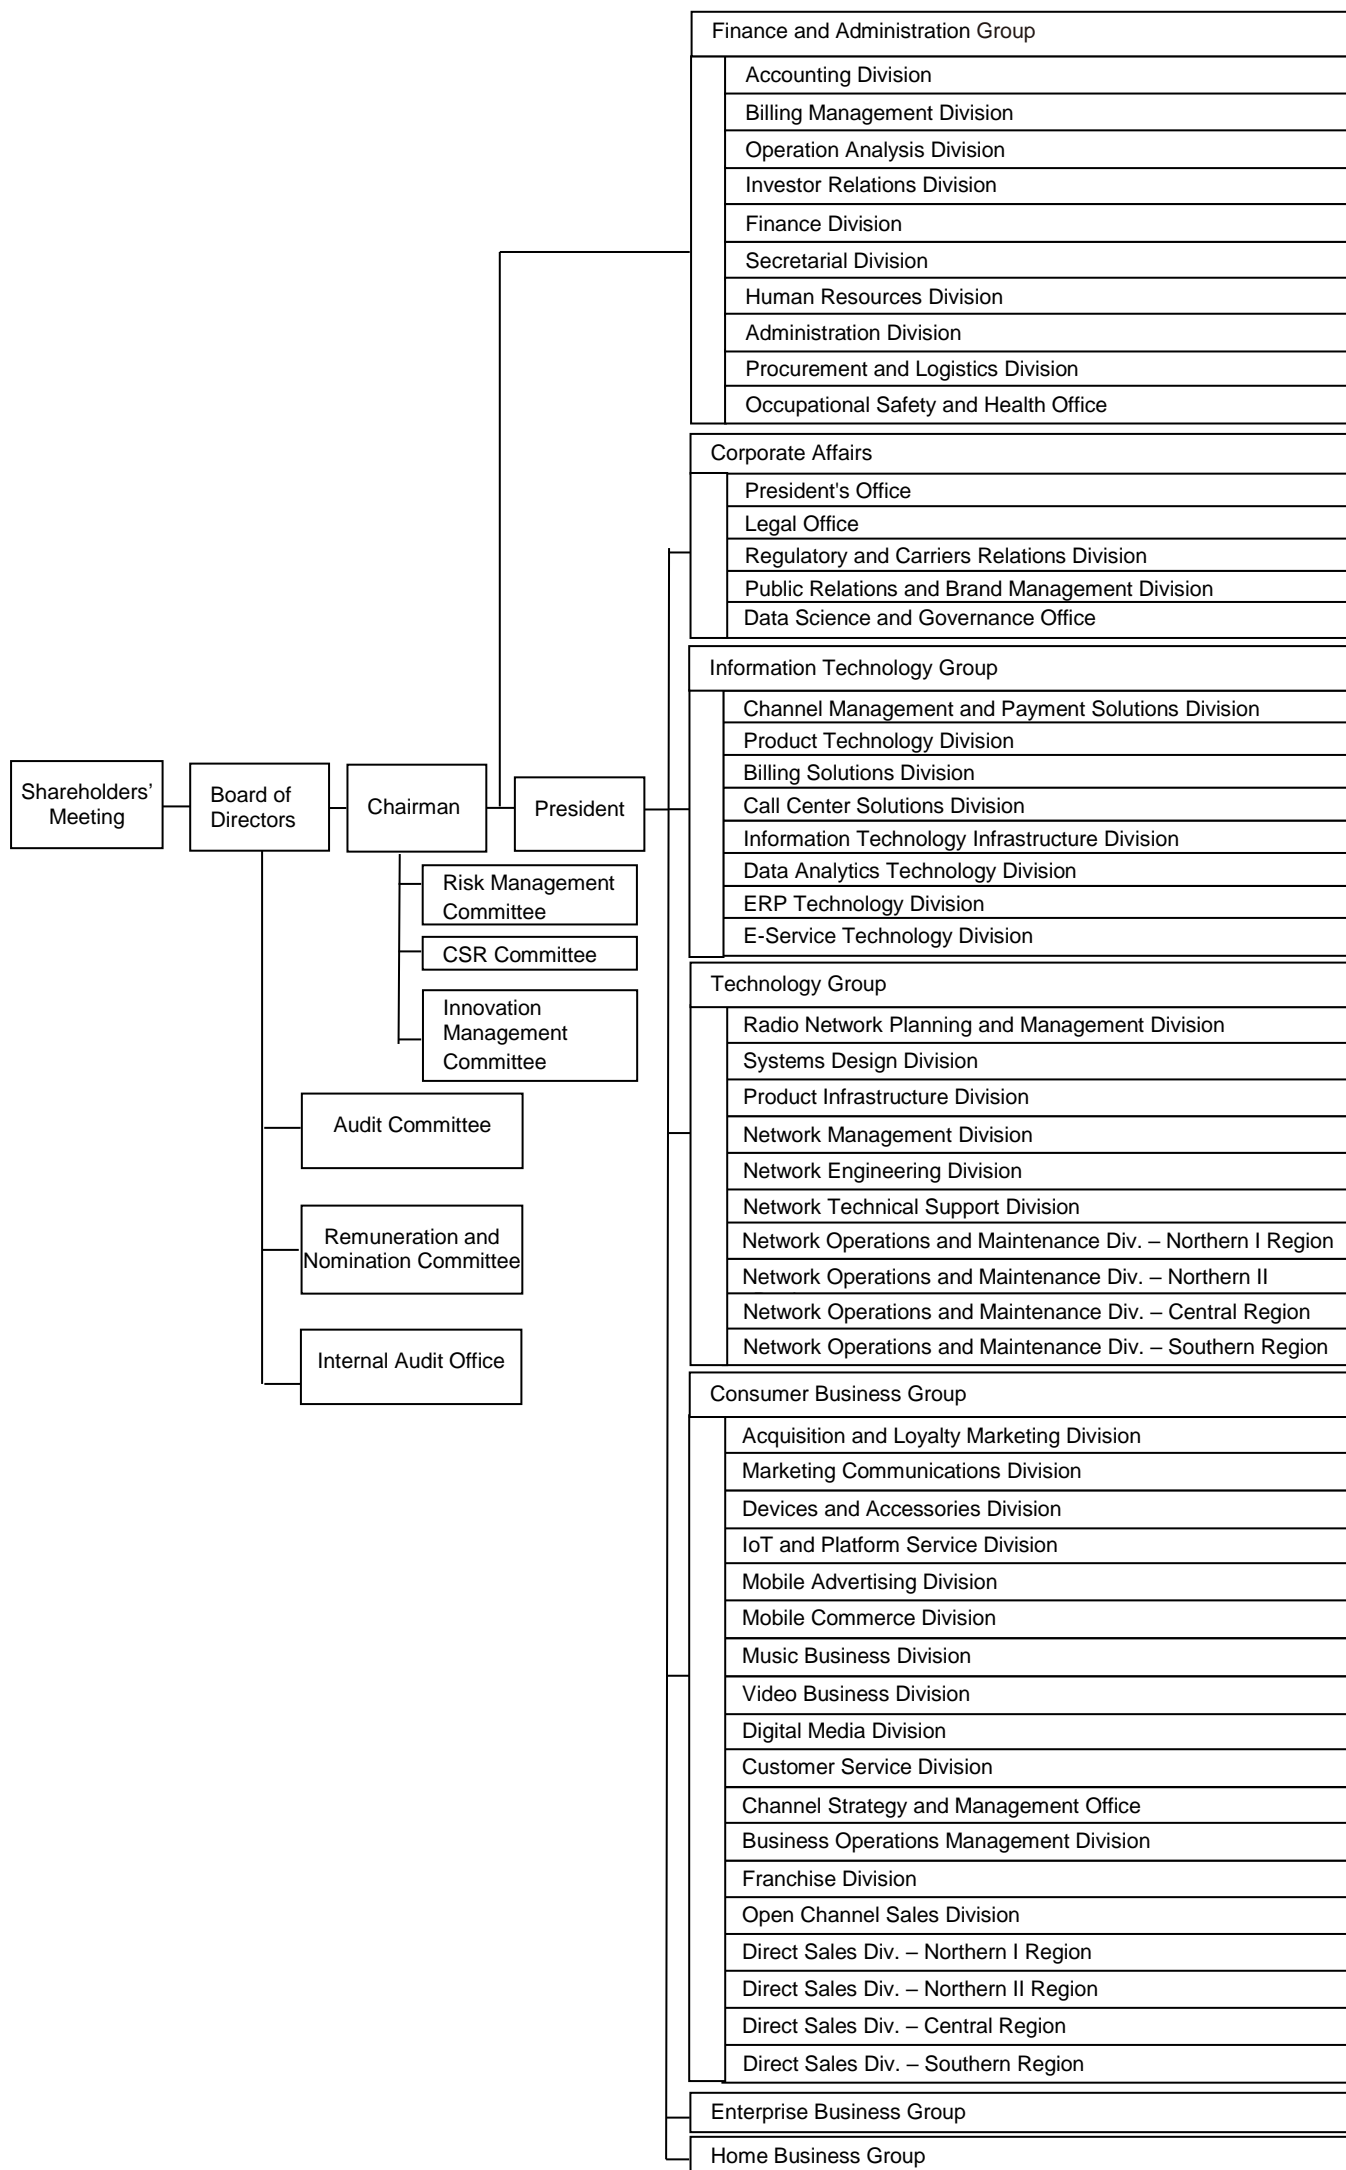 Finance and Administration Group
Accounting Division
Billing Management Division
Operation Analysis Division
Investor Relations Division
Finance Division
Secretarial Division
Human Resources Division
Administration Division
Procurement and Logistics Division
Occupational Safety and Health Office
Corporate Affairs
President's Office
Legal Office
Regulatory and Carriers Relations Division
Public Relations and Brand Management Division
Data Science and Governance Office
Information Technology Group
Channel Management and Payment Solutions Division
Product Technology Division
Billing Solutions Division
Call Center Solutions Division
Information Technology Infrastructure Division
Data Analytics Technology Division
ERP Technology Division
E-Service Technology Division
Shareholders’
Meeting
Board of
Directors
Chairman
President
Risk Management
Committee
CSR Committee
Innovation
Management
Committee
Audit Committee
Remuneration and
Nomination Committee
Internal Audit Office
Technology Group
Radio Network Planning and Management Division
Systems Design Division
Product Infrastructure Division
Network Management Division
Network Engineering Division
Network Technical Support Division
Network Operations and Maintenance Div. – Northern I Region
Network Operations and Maintenance Div. – Northern II
Network Operations and Maintenance Div. – Central Region
Network Operations and Maintenance Div. – Southern Region
Consumer Business Group
Acquisition and Loyalty Marketing Division
Marketing Communications Division
Devices and Accessories Division
IoT and Platform Service Division
Mobile Advertising Division
Mobile Commerce Division
Music Business Division
Video Business Division
Digital Media Division
Customer Service Division
Channel Strategy and Management Office
Business Operations Management Division
Franchise Division
Open Channel Sales Division
Direct Sales Div. – Northern I Region
Direct Sales Div. – Northern II Region
Direct Sales Div. – Central Region
Direct Sales Div. – Southern Region
Enterprise Business Group
Home Business Group